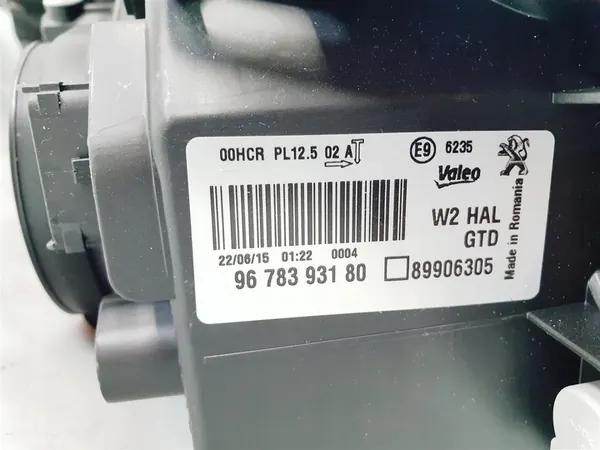 00HCR PL12.5 02 A
E9 6235
Valeo
W2 HAL
GTD
22/06/15 01:22 0004
96 783 931 80
89906305
Made in Romania